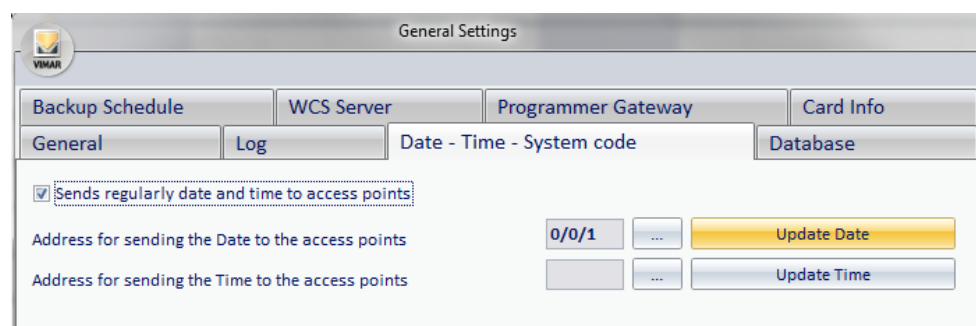 General Settings
VIMAR
Backup Schedule WCS Server Programmer Gateway Card Info
General Log Date - Time - System code Database
Sends regularly date and time to access points
Address for sending the Date to the access points 0/0/1 ... Update Date
Address for sending the Time to the access points ... Update Time